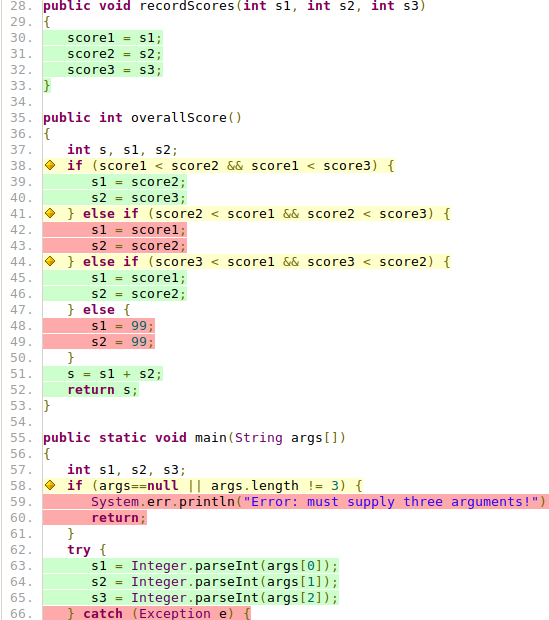 28. public void recordScores(int s1, int s2, int s3)
29. {
30.    score1 = s1;
31.    score2 = s2;
32.    score3 = s3;
33. }
34.
35. public int overallScore()
36. {
37.    int s, s1, s2;
38.    if (score1 < score2 && score1 < score3) {
39.       s1 = score2;
40.       s2 = score3;
41.    } else if (score2 < score1 && score2 < score3) {
42.       s1 = score1;
43.       s2 = score2;
44.    } else if (score3 < score1 && score3 < score2) {
45.       s1 = score1;
46.       s2 = score2;
47.    } else {
48.       s1 = 99;
49.       s2 = 99;
50.    }
51.    s = s1 + s2;
52.    return s;
53. }
54.
55. public static void main(String args[])
56. {
57.    int s1, s2, s3;
58.    if (args==null || args.length != 3) {
59.       System.err.println("Error: must supply three arguments!")
60.       return;
61.    }
62.    try {
63.       s1 = Integer.parseInt(args[0]);
64.       s2 = Integer.parseInt(args[1]);
65.       s3 = Integer.parseInt(args[2]);
66.    } catch (Exception e) {